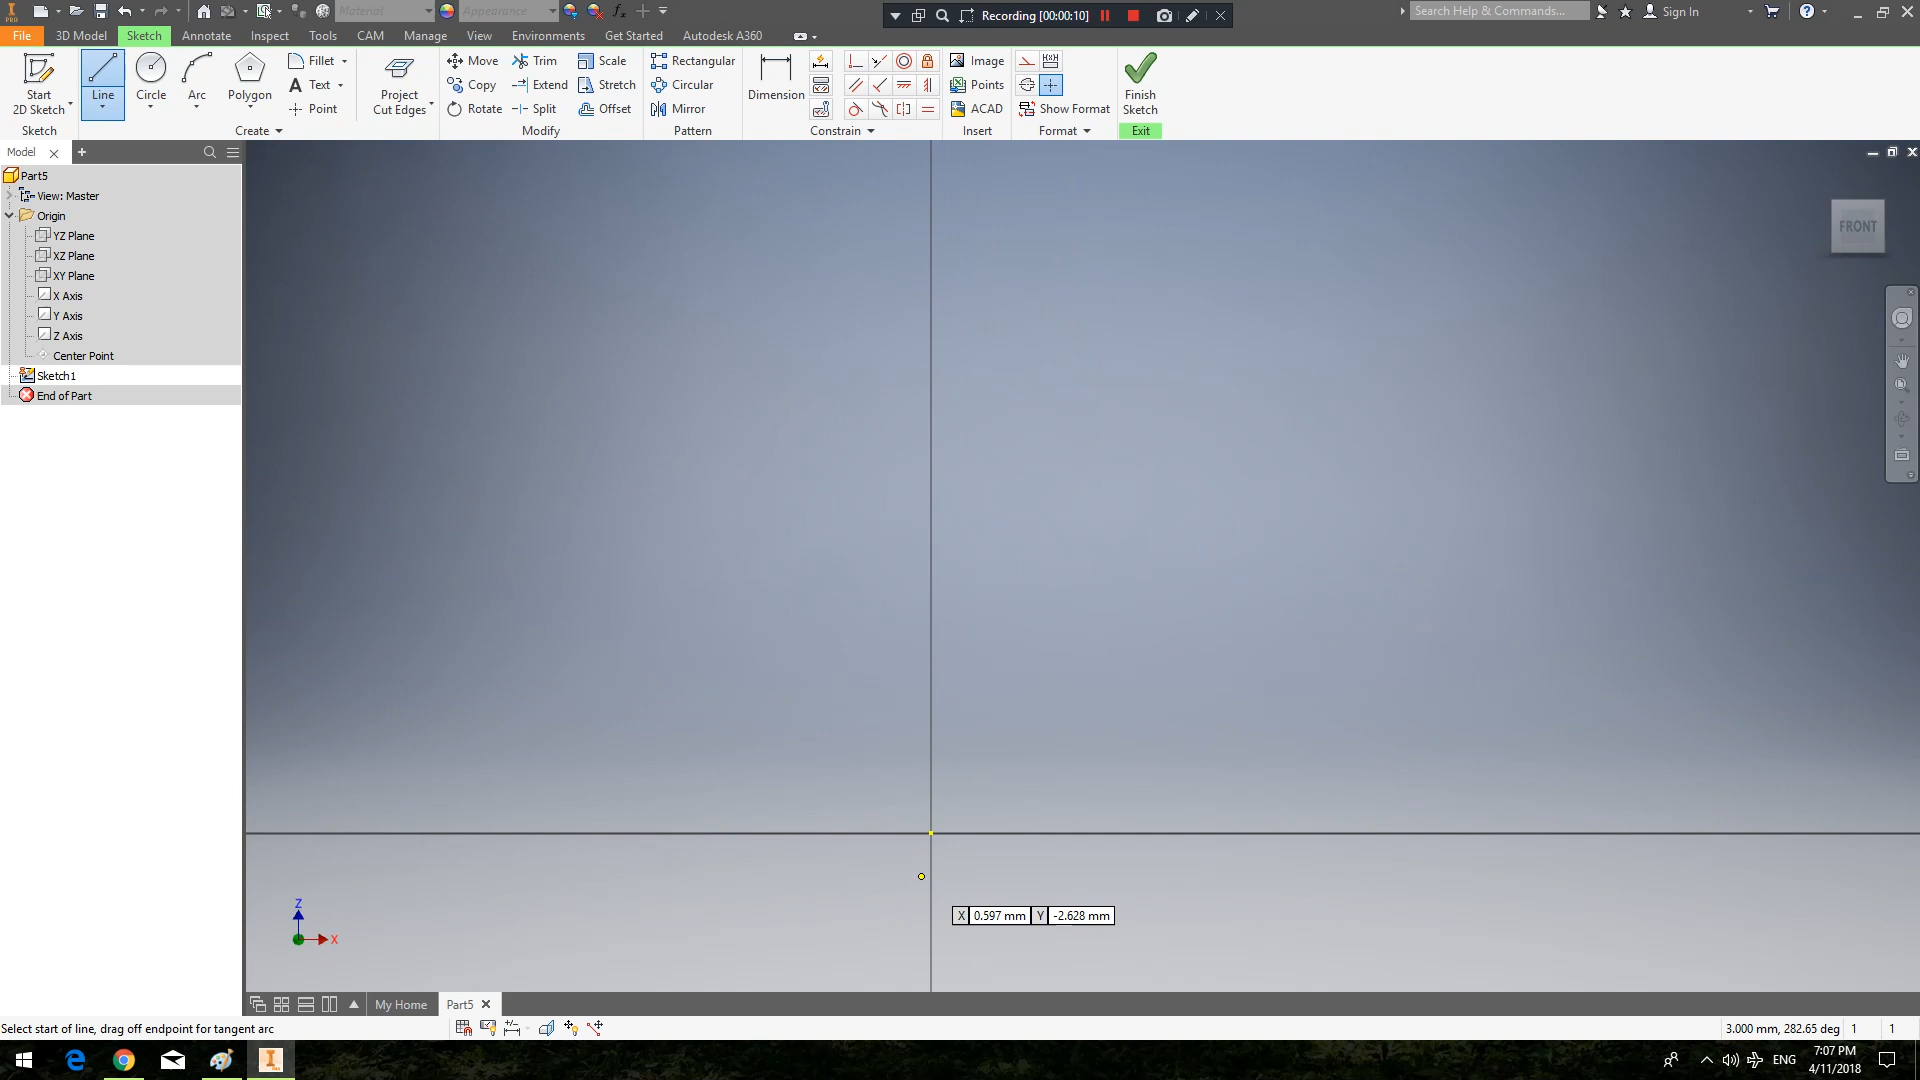 PRO
Material
Appearance
fx
Recording [00:00:10]
Search Help & Commands...
Sign In
File
3D Model
Sketch
Annotate
Inspect
Tools
CAM
Manage
View
Environments
Get Started
Autodesk A360
Start
2D Sketch
Line
Circle
Arc
Polygon
Fillet
A Text
Point
Project
Cut Edges
Move
Copy
Rotate
Trim
Extend
Split
Scale
Stretch
Offset
Rectangular
Circular
Mirror
Dimension
Image
Points
ACAD
Show Format
Finish
Sketch
Sketch
Create
Modify
Pattern
Constrain
Insert
Format
Exit
Model
Part5
View: Master
Origin
YZ Plane
XZ Plane
XY Plane
X Axis
Y Axis
Z Axis
Center Point
Sketch1
End of Part
FRONT
X 0.597 mm Y -2.628 mm
Z
X
My Home
Part5
Select start of line, drag off endpoint for tangent arc
3.000 mm, 282.65 deg 1 1
ENG
7:07 PM
4/11/2018